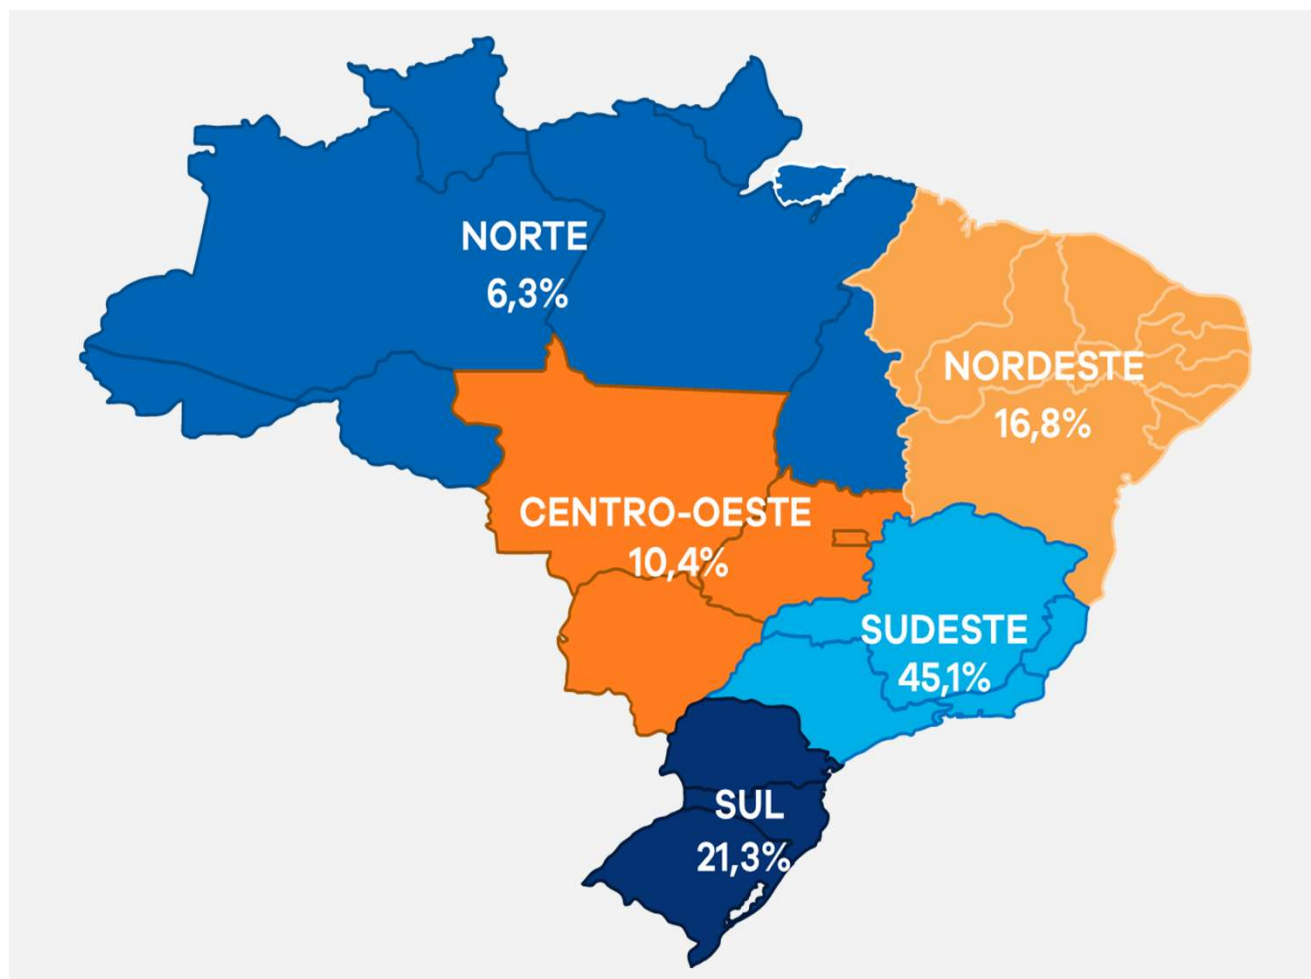 NORTE
6,3%
NORDESTE
16,8%
CENTRO-OESTE
10,4%
SUDESTE
45,1%
SUL
21,3%